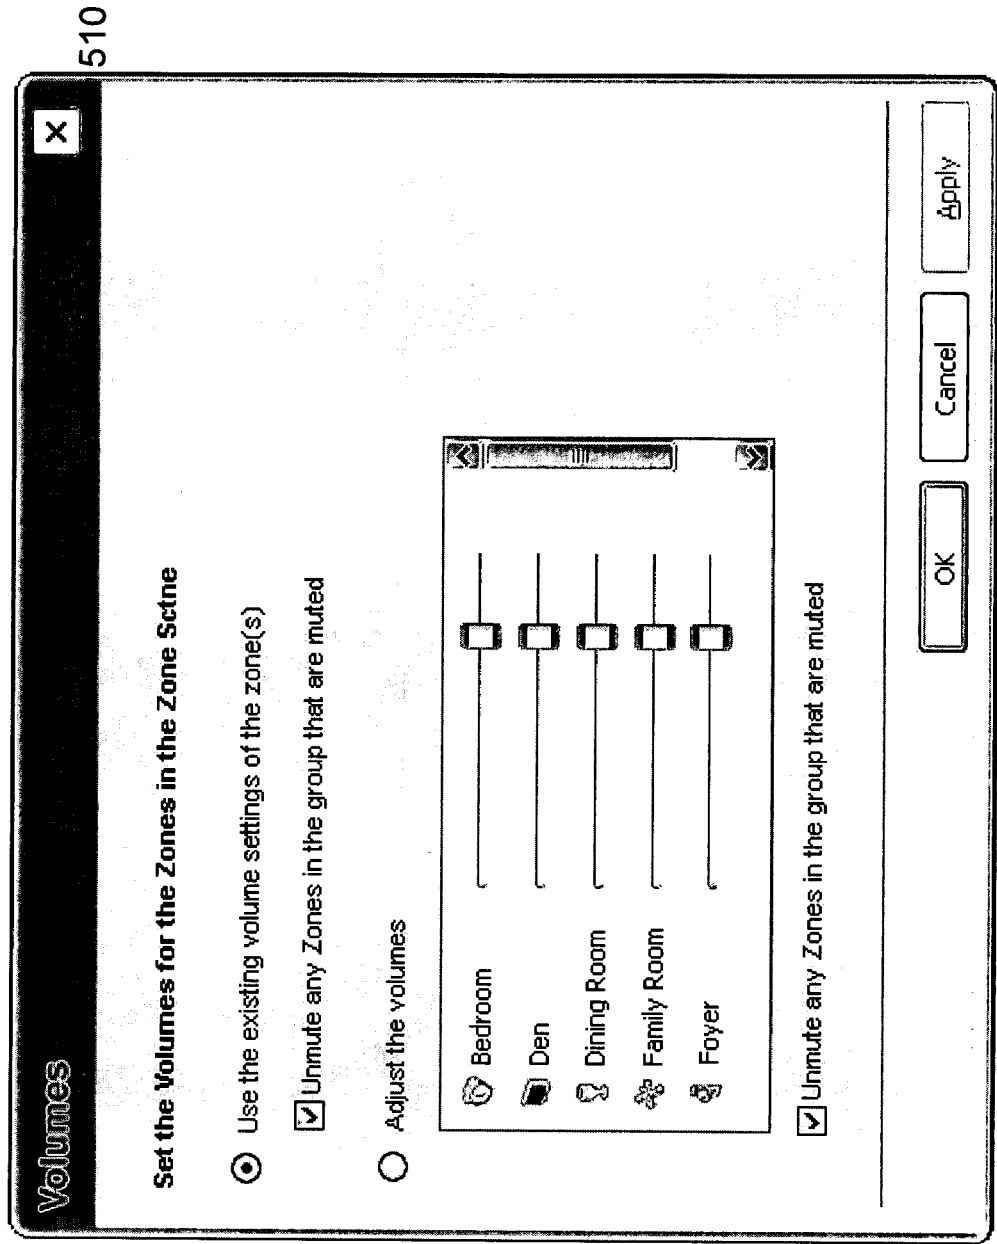 510
Volumes
Set the Volumes for the Zones in the Zone Sctne
Use the existing volume settings of the zone(s)
Unmute any Zones in the group that are muted
Adjust the volumes
Bedroom
Den
Dining Room
Family Room
Foyer
Unmute any Zones in the group that are muted
OK
Cancel
Apply